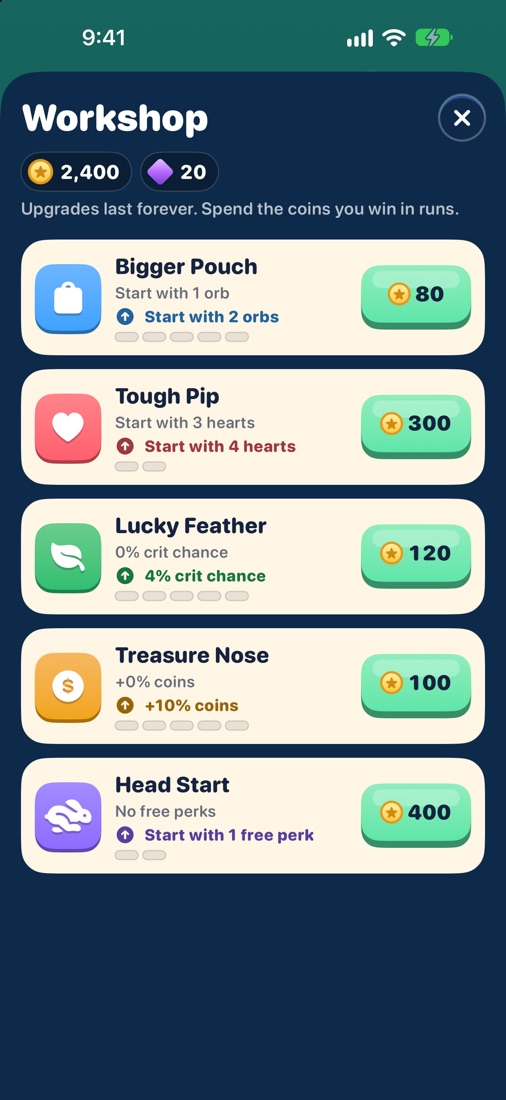 9:41
Workshop
2,400 20
Upgrades last forever. Spend the coins you win in runs.
Bigger Pouch
Start with 1 orb
Start with 2 orbs
80
Tough Pip
Start with 3 hearts
Start with 4 hearts
300
Lucky Feather
0% crit chance
4% crit chance
120
Treasure Nose
+0% coins
+10% coins
$
100
Head Start
No free perks
Start with 1 free perk
400